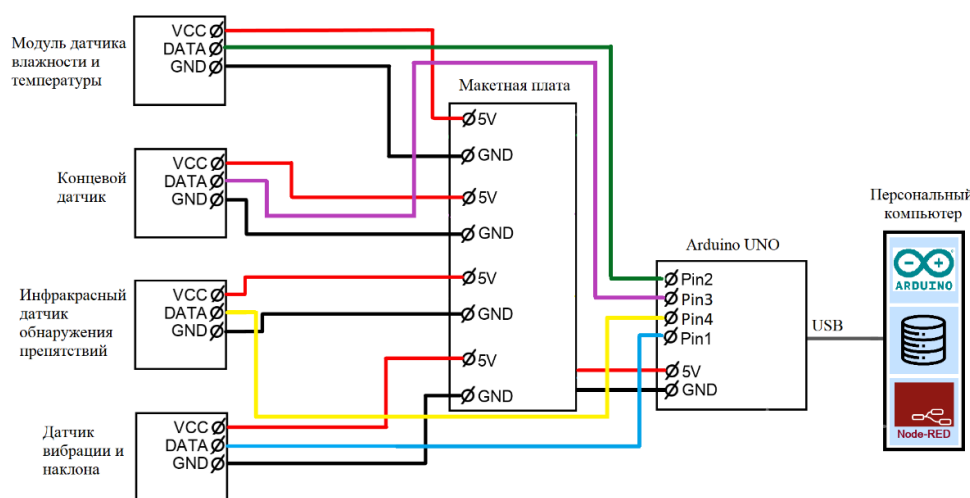 Модуль датчика
влажности и
температуры
VCC
DATA
GND
Концевой
датчик
VCC
DATA
GND
Инфракрасный
датчик
обнаружения
препятствий
VCC
DATA
GND
Датчик
вибрации и
наклона
VCC
DATA
GND
Макетная плата
5V
GND
5V
GND
5V
GND
5V
GND
Arduino UNO
Pin2
Pin3
Pin4
Pin1
5V
GND
USB
Персональный
компьютер
ARDUINO
Node-RED